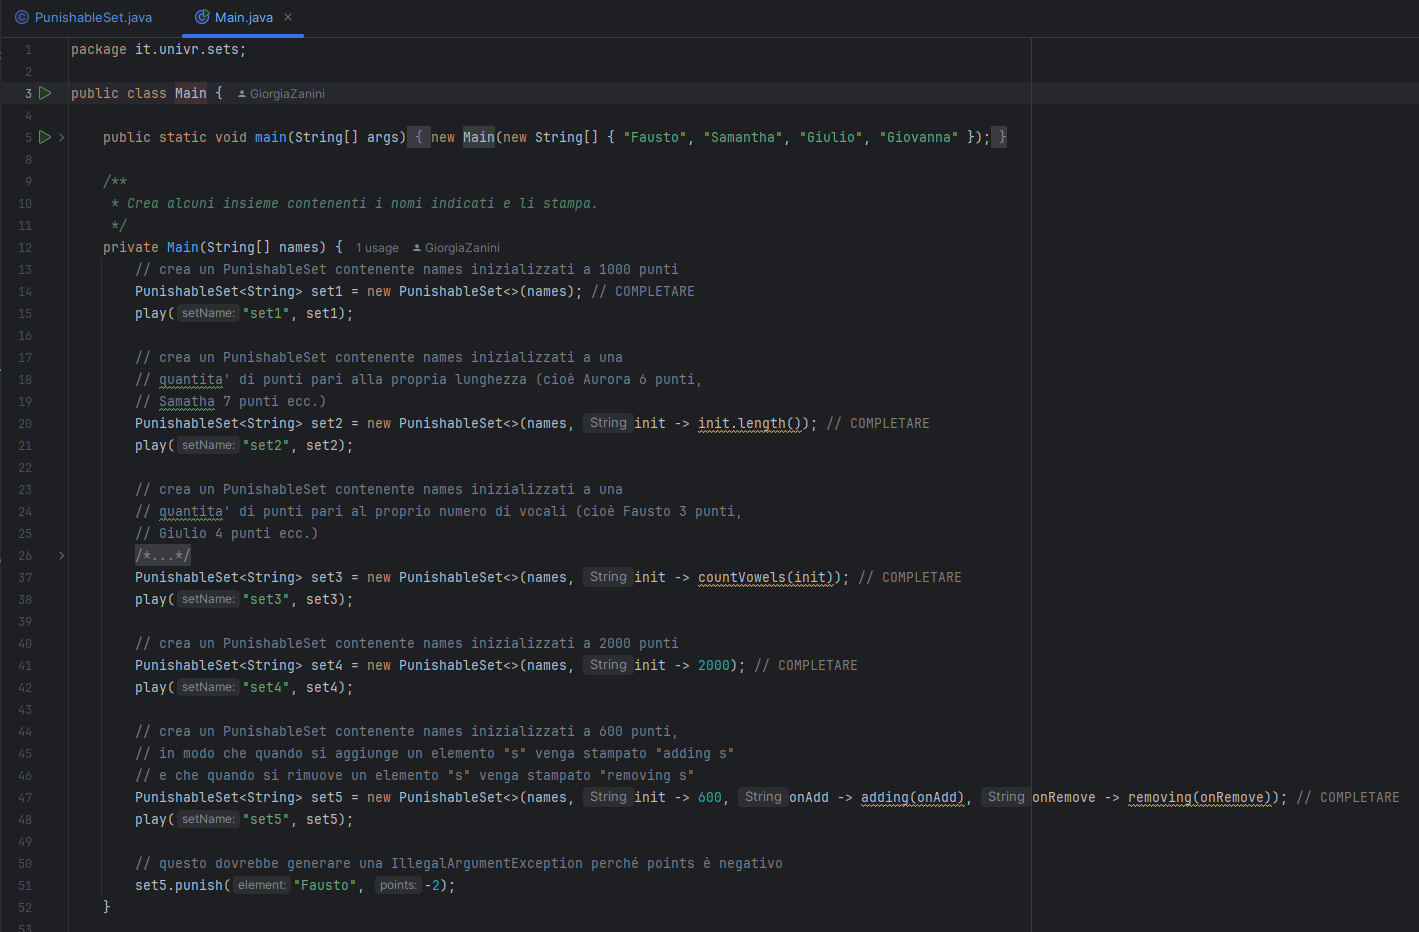 PunishableSet.java Main.java
1 package it.univr.sets;
2
3 public class Main { GiorgiaZanini
4
5 public static void main(String[] args) { new Main(new String[] { "Fausto", "Samantha", "Giulio", "Giovanna" }); }
8
9 /**
10 * Crea alcuni insieme contenenti i nomi indicati e li stampa.
11 */
12 private Main(String[] names) { 1 usage GiorgiaZanini
13 // crea un PunishableSet contenente names inizializzati a 1000 punti
14 PunishableSet<String> set1 = new PunishableSet<>(names); // COMPLETARE
15 play( setName: "set1", set1);
16
17 // crea un PunishableSet contenente names inizializzati a una
18 // quantita' di punti pari alla propria lunghezza (cioè Aurora 6 punti,
19 // Samatha 7 punti ecc.)
20 PunishableSet<String> set2 = new PunishableSet<>(names, String init -> init.length()); // COMPLETARE
21 play( setName: "set2", set2);
22
23 // crea un PunishableSet contenente names inizializzati a una
24 // quantita' di punti pari al proprio numero di vocali (cioè Fausto 3 punti,
25 // Giulio 4 punti ecc.)
26 /*...*/
37 PunishableSet<String> set3 = new PunishableSet<>(names, String init -> countVowels(init)); // COMPLETARE
38 play( setName: "set3", set3);
39
40 // crea un PunishableSet contenente names inizializzati a 2000 punti
41 PunishableSet<String> set4 = new PunishableSet<>(names, String init -> 2000); // COMPLETARE
42 play( setName: "set4", set4);
43
44 // crea un PunishableSet contenente names inizializzati a 600 punti,
45 // in modo che quando si aggiunge un elemento "s" venga stampato "adding s"
46 // e che quando si rimuove un elemento "s" venga stampato "removing s"
47 PunishableSet<String> set5 = new PunishableSet<>(names, String init -> 600, String onAdd -> adding(onAdd), String onRemove -> removing(onRemove)); // COMPLETARE
48 play( setName: "set5", set5);
49
50 // questo dovrebbe generare una IllegalArgumentException perché points è negativo
51 set5.punish( element: "Fausto", points: -2);
52 }
53